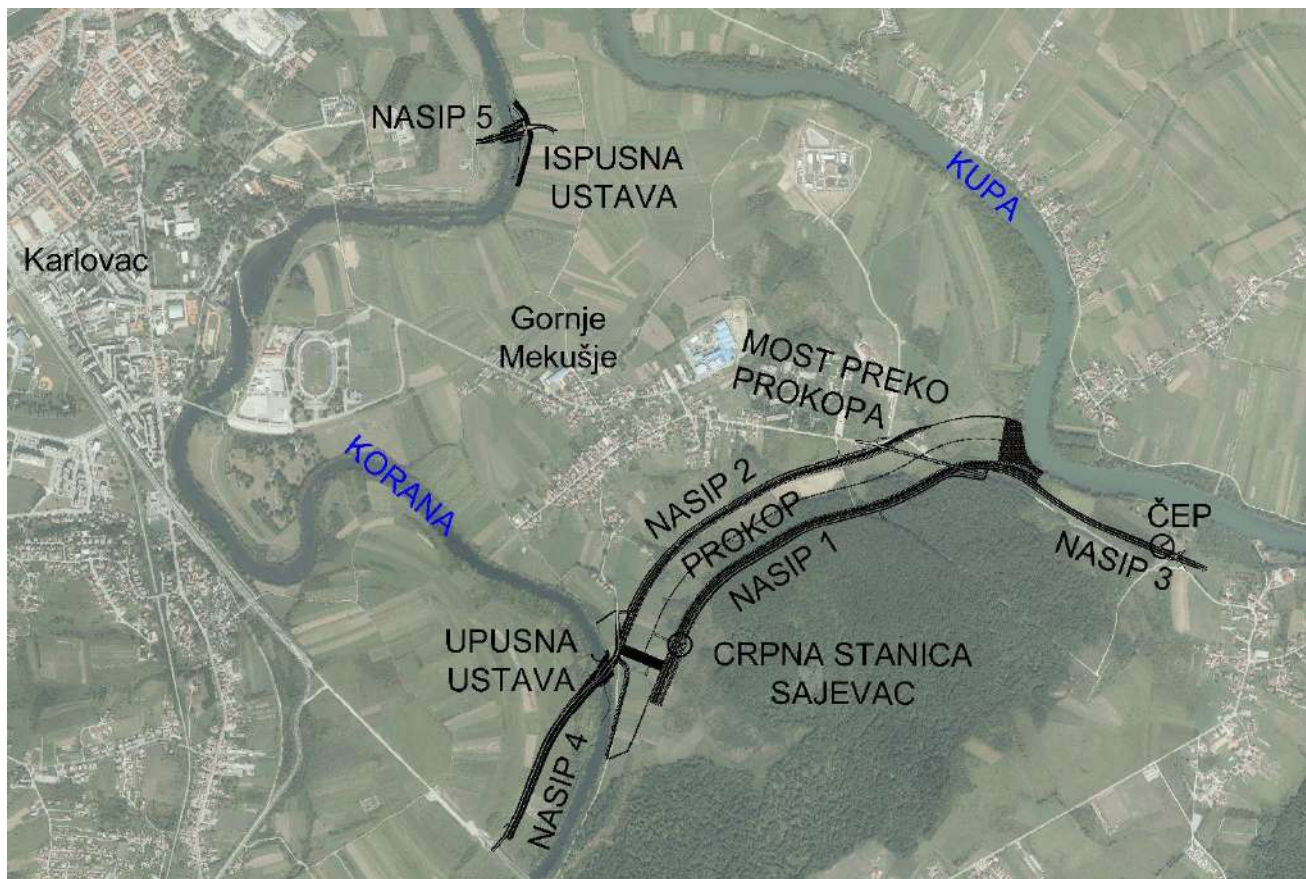 NASIP 5
ISPUSNA
USTAVA
KUPA
Karlovac
Gornje
Mekušje
MOST PREKO
PROKOPA
KORANA
NASIP 2
PROKOP
NASIP 1
ČEP
NASIP 3
UPUSNA
USTAVA
CRPNA STANICA
SAJEVAC
NASIP 4